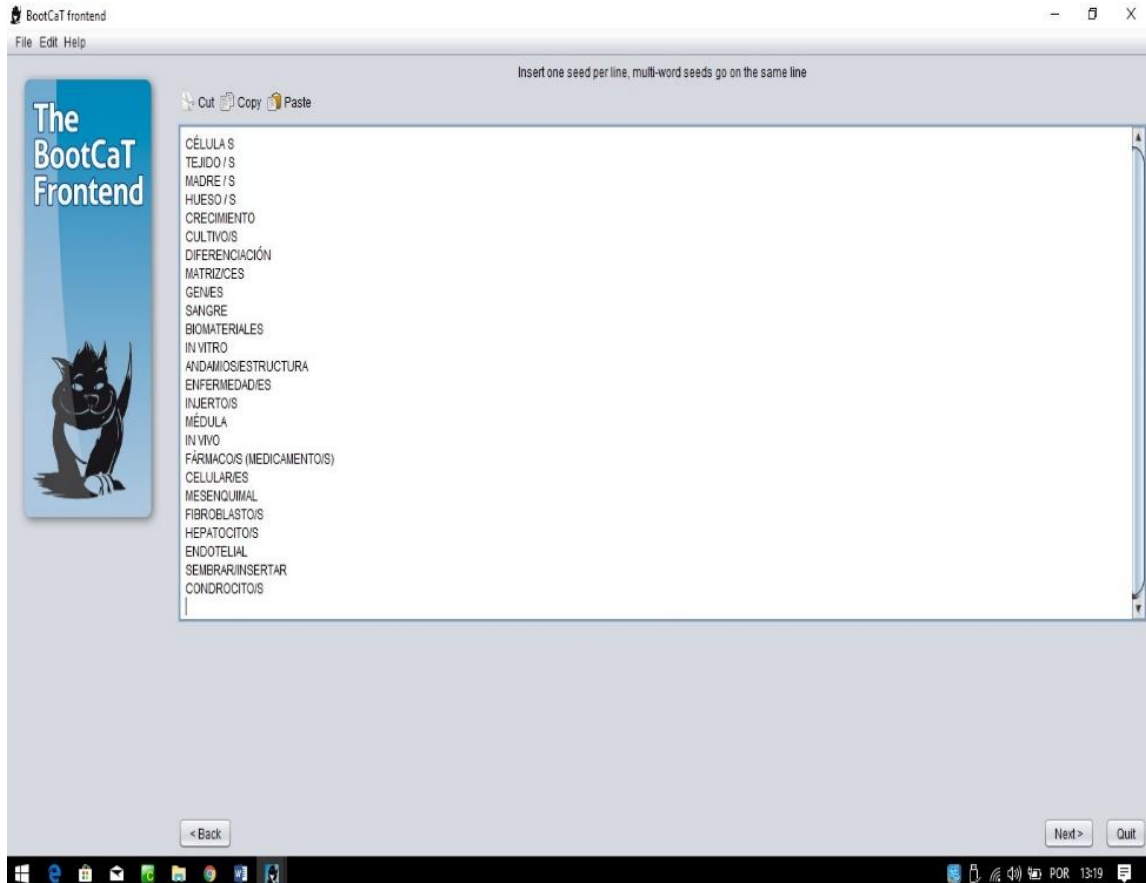 BootCaT frontend
File Edit Help
Insert one seed per line, multi-word seeds go on the same line
Cut Copy Paste
The
BootCaT
Frontend
CÉLULA S
TEJIDO / S
MADRE / S
HUESO / S
CRECIMIENTO
CULTIVO/S
DIFERENCIACIÓN
MATRIZ/CES
GEN/ES
SANGRE
BIOMATERIALES
IN VITRO
ANDAMIOS/ESTRUCTURA
ENFERMEDAD/ES
INJERTO/S
MÉDULA
IN VIVO
FÁRMACO/S (MEDICAMENTO/S)
CELULAR/ES
MESENQUIMAL
FIBROBLASTO/S
HEPATOCITO/S
ENDOTELIAL
SEMBRAR/INSERTAR
CONDROCITO/S
< Back
Next >
Quit
POR 13:19